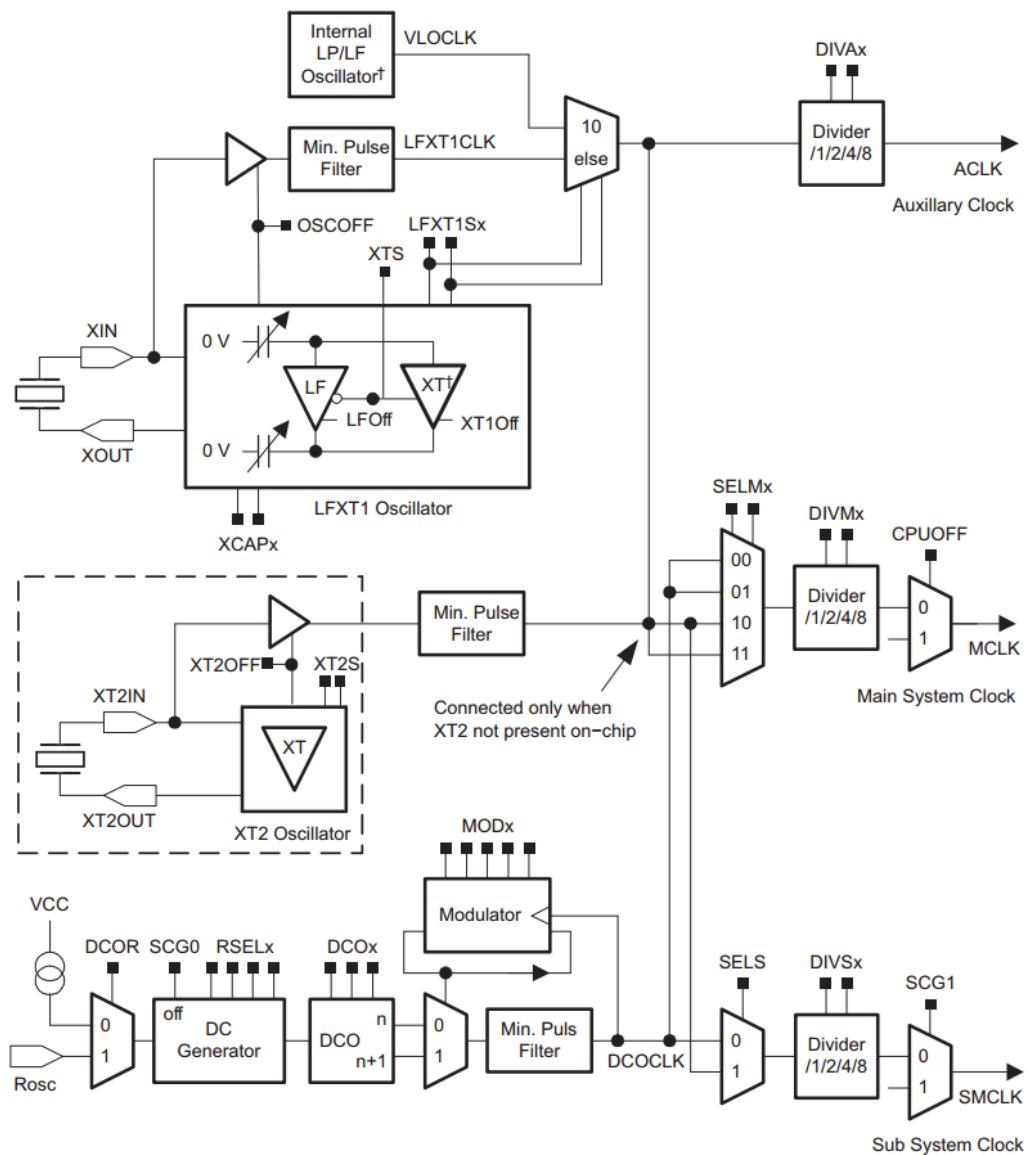 Internal
LP/LF
Oscillator†
VLOCLK
DIVAx
10
else
Divider
/1/2/4/8
ACLK
Auxillary Clock
Min. Pulse
Filter
LFXT1CLK
OSCOFF
LFXT1Sx
XTS
XIN
XOUT
0 V
LF
XT†
LFOff
XT1Off
0 V
LFXT1 Oscillator
XCAPx
SELMx
00
01
10
11
DIVMx
Divider
/1/2/4/8
CPUOFF
0
1
MCLK
Main System Clock
Min. Pulse
Filter
Connected only when
XT2 not present on−chip
XT2OFF
XT2S
XT2IN
XT
XT2OUT
XT2 Oscillator
MODx
Modulator
VCC
DCOR
SCG0
RSELx
DCOx
0
1
Rosc
off
DC
Generator
n
DCO
n+1
0
1
Min. Puls
Filter
DCOCLK
SELS
0
1
DIVSx
Divider
/1/2/4/8
SCG1
0
1
SMCLK
Sub System Clock